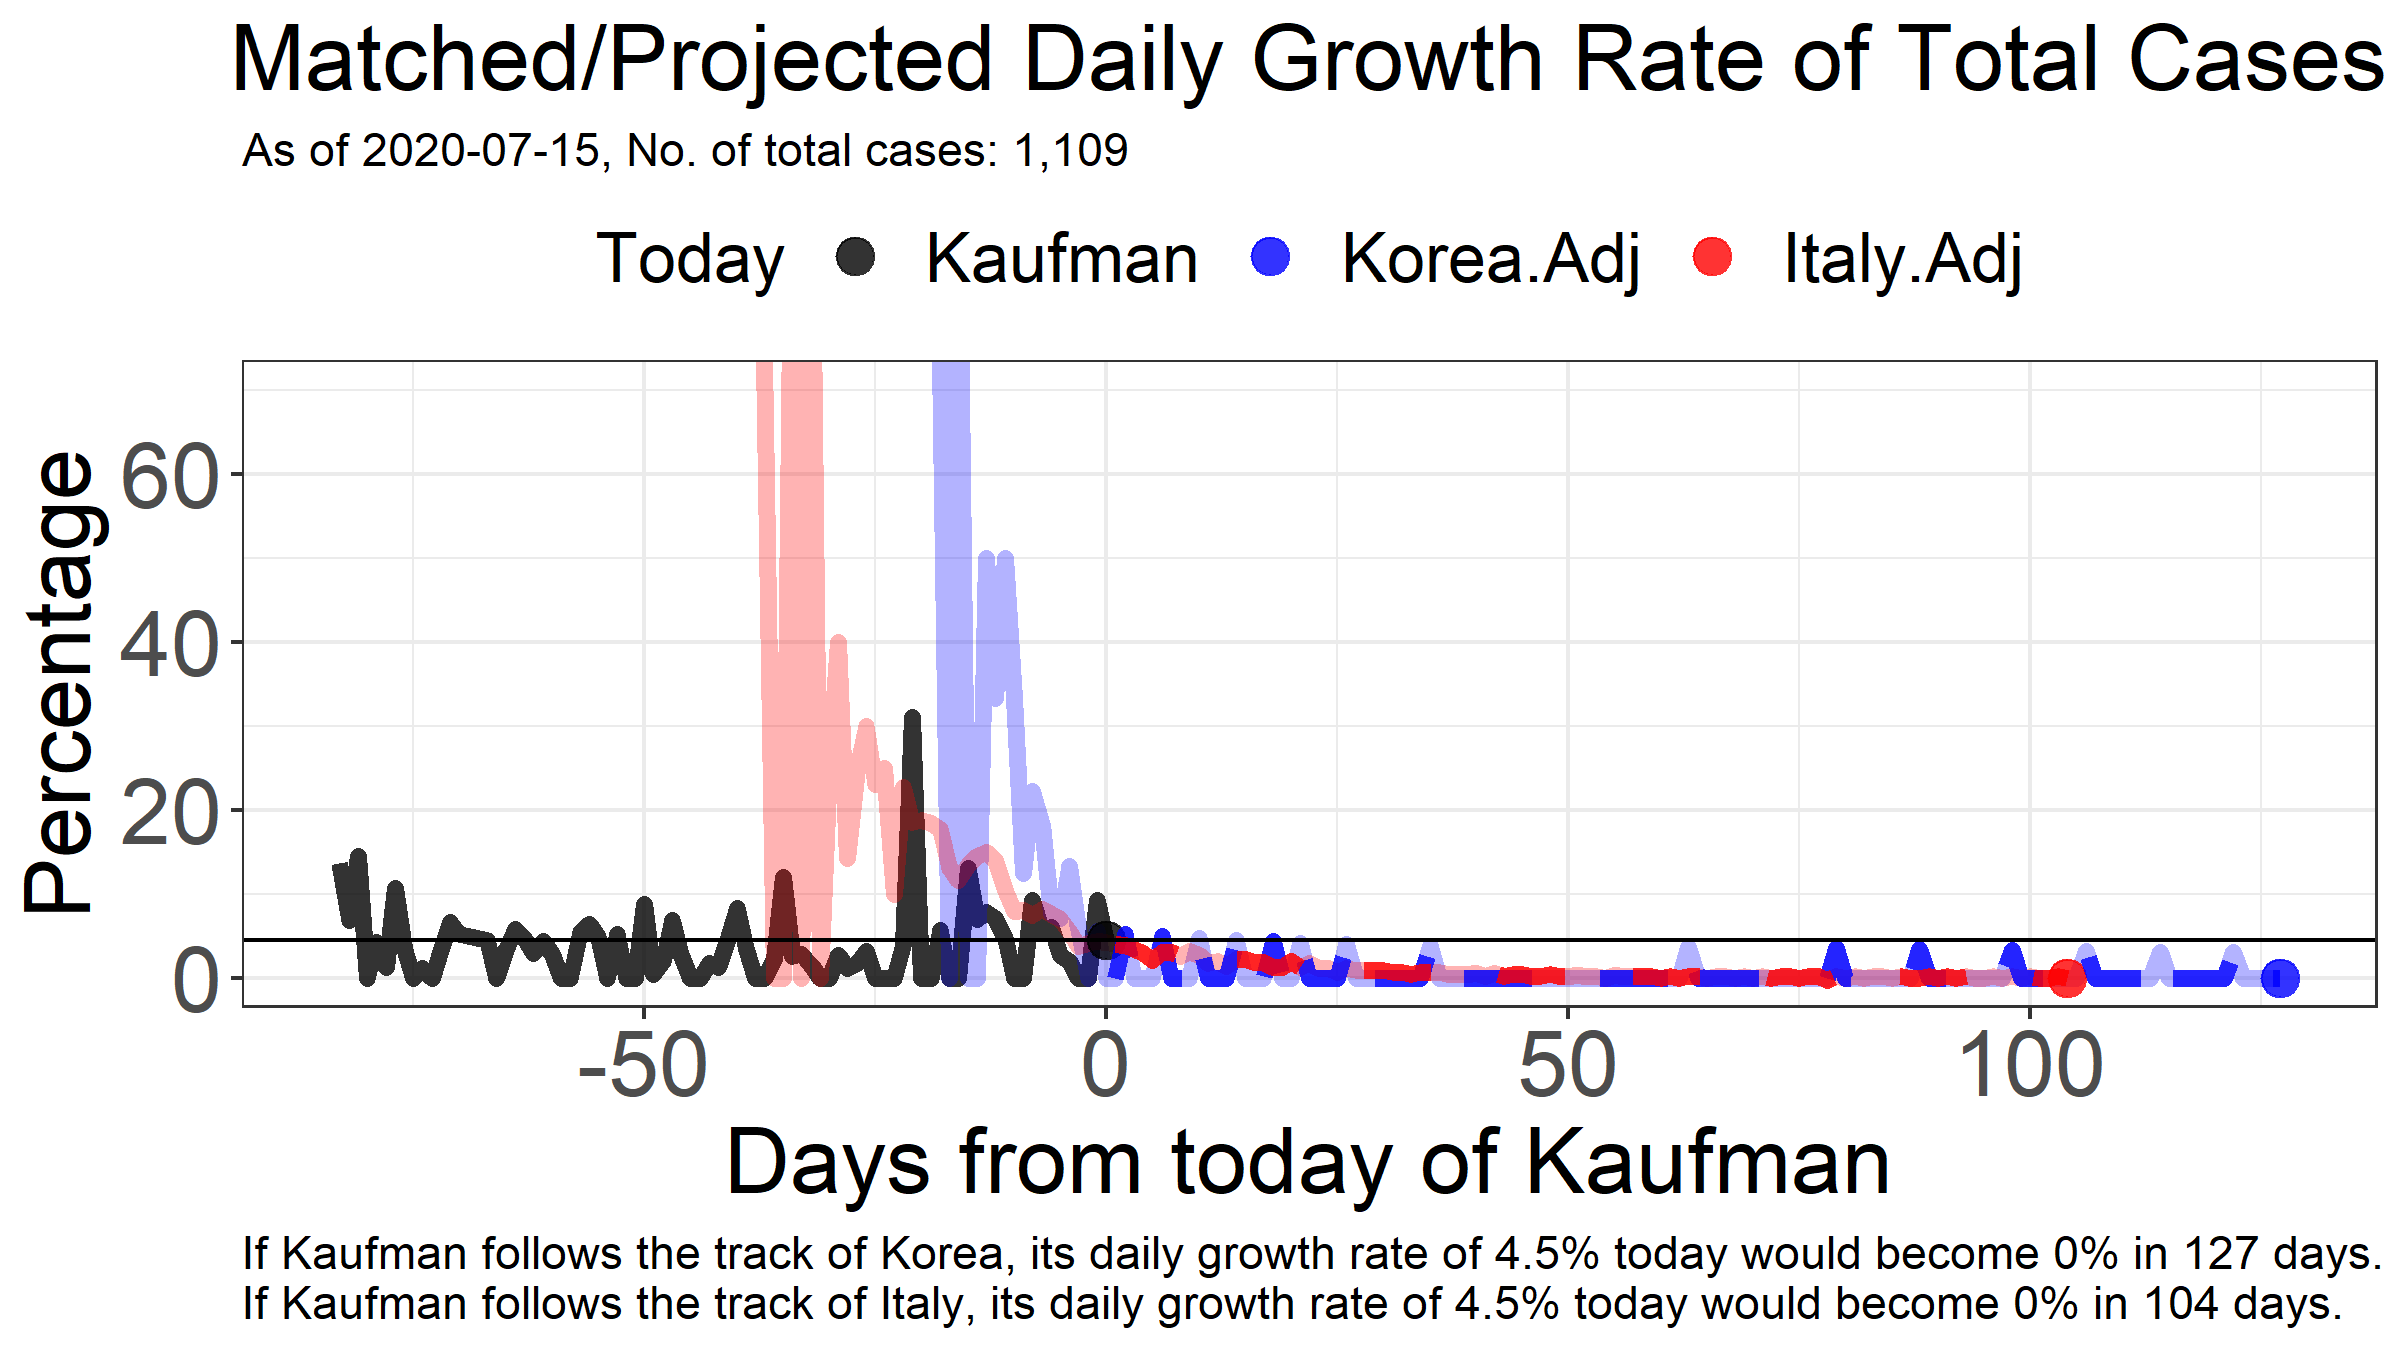 Matched/Projected Daily Growth Rate of Total Cases
As of 2020-07-15, No. of total cases: 1,109
Today Kaufman Korea.Adj Italy.Adj
Percentage
60
40
20
0
-50 0 50 100
Days from today of Kaufman
If Kaufman follows the track of Korea, its daily growth rate of 4.5% today would become 0% in 127 days.
If Kaufman follows the track of Italy, its daily growth rate of 4.5% today would become 0% in 104 days.